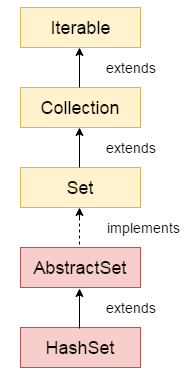 Iterable
extends
Collection
extends
Set
implements
AbstractSet
extends
HashSet